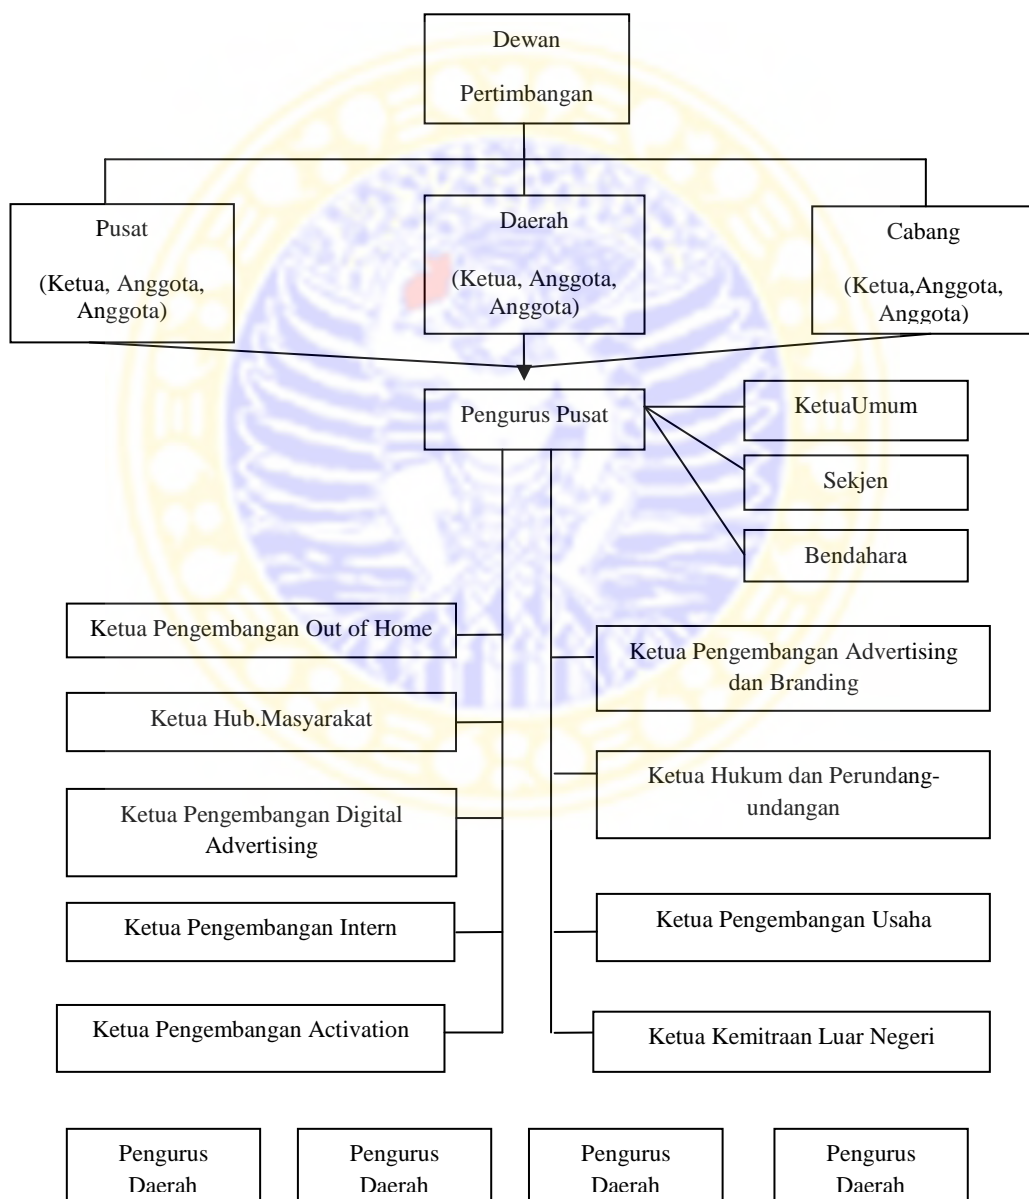 Dewan
Pertimbangan
Pusat
(Ketua, Anggota,
Anggota)
Daerah
(Ketua, Anggota,
Anggota)
Cabang
(Ketua,Anggota,
Anggota)
Pengurus Pusat
KetuaUmum
Sekjen
Bendahara
Ketua Pengembangan Out of Home
Ketua Pengembangan Advertising
dan Branding
Ketua Hub.Masyarakat
Ketua Hukum dan Perundang-
undangan
Ketua Pengembangan Digital
Advertising
Ketua Pengembangan Intern
Ketua Pengembangan Usaha
Ketua Pengembangan Activation
Ketua Kemitraan Luar Negeri
Pengurus
Daerah
Pengurus
Daerah
Pengurus
Daerah
Pengurus
Daerah